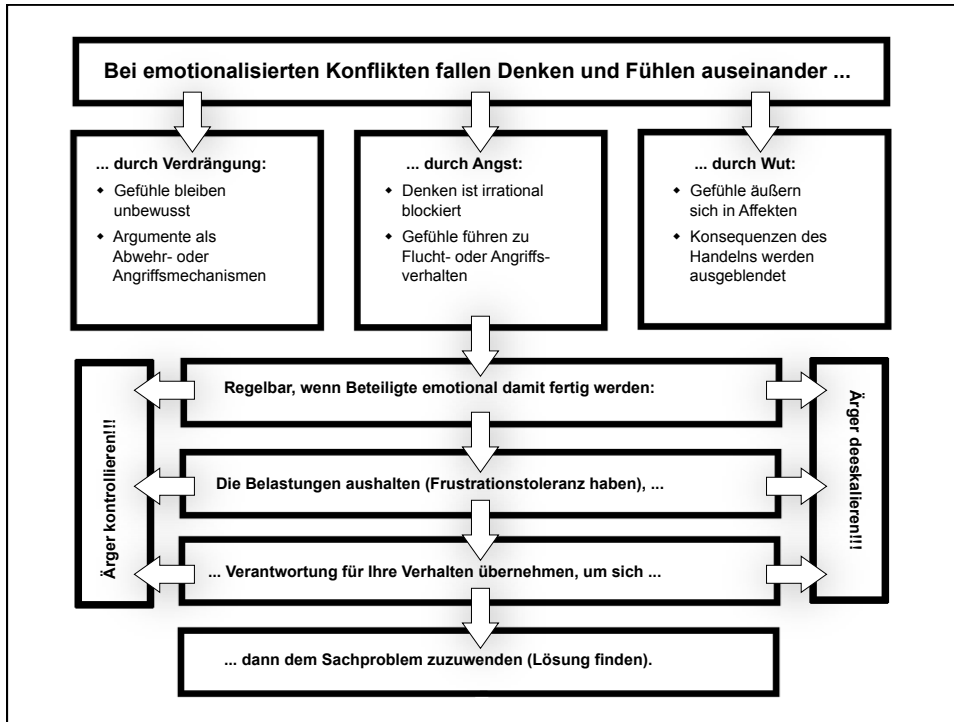 Bei emotionalisierten Konflikten fallen Denken und Fühlen auseinander ...
... durch Verdrängung:
◆ Gefühle bleiben
unbewusst
◆ Argumente als
Abwehr- oder
Angriffsmechanismen
... durch Angst:
◆ Denken ist irrational
blockiert
◆ Gefühle führen zu
Flucht- oder Angriffs-
verhalten
... durch Wut:
◆ Gefühle äußern
sich in Affekten
◆ Konsequenzen des
Handelns werden
ausgeblendet
Ärger kontrollieren!!!
Regelbar, wenn Beteiligte emotional damit fertig werden:
Die Belastungen aushalten (Frustrationstoleranz haben), ...
... Verantwortung für Ihre Verhalten übernehmen, um sich ...
Ärger deeskalieren!!!
... dann dem Sachproblem zuzuwenden (Lösung finden).